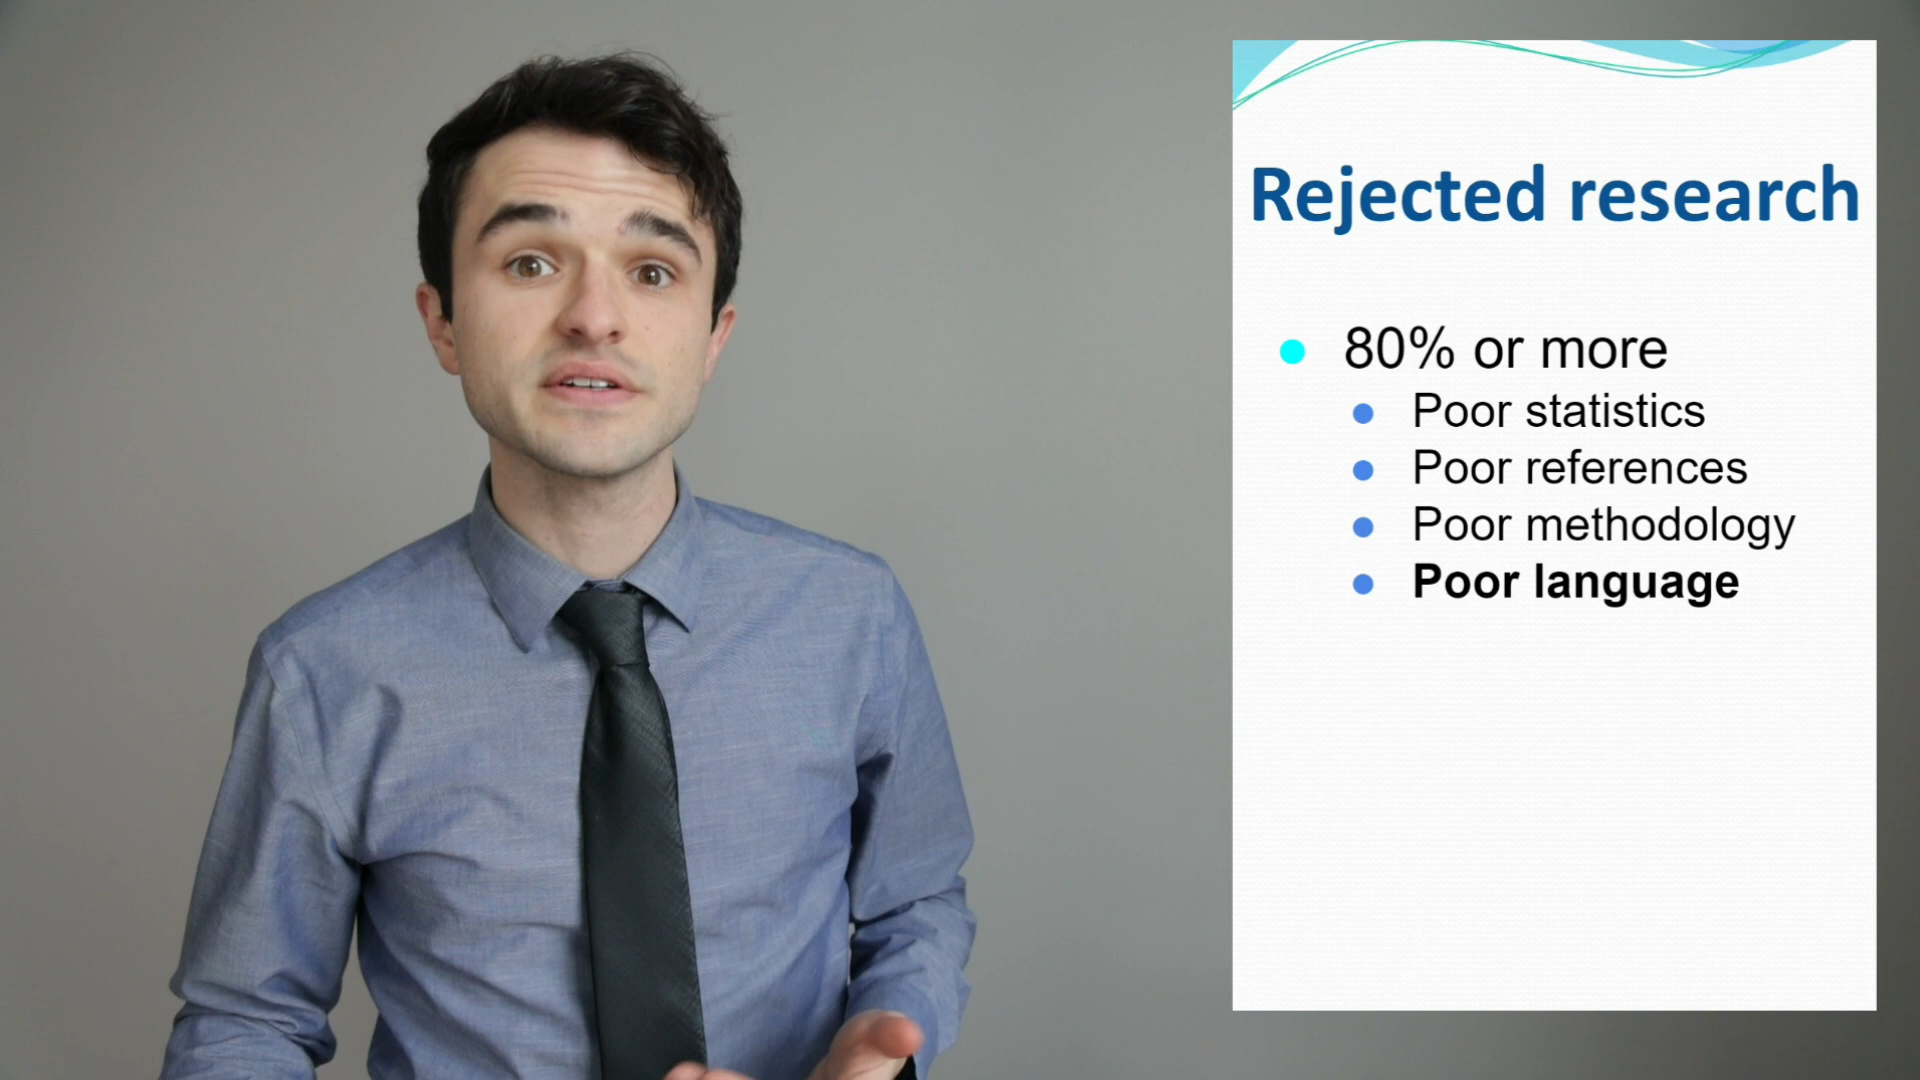 Rejected research
80% or more
Poor statistics
Poor references
Poor methodology
Poor language